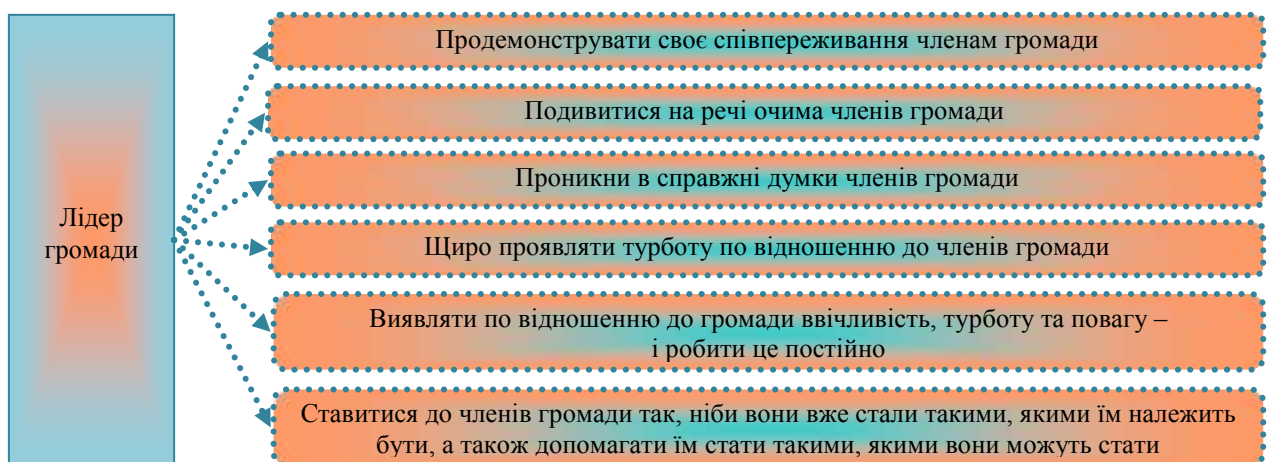 Лідер
громади
Продемонструвати своє співпереживання членам громади
Подивитися на речі очима членів громади
Проникни в справжні думки членів громади
Щиро проявляти турботу по відношенню до членів громади
Виявляти по відношенню до громади ввічливість, турботу та повагу –
і робити це постійно
Ставитися до членів громади так, ніби вони вже стали такими, якими їм належить
бути, а також допомагати їм стати такими, якими вони можуть стати